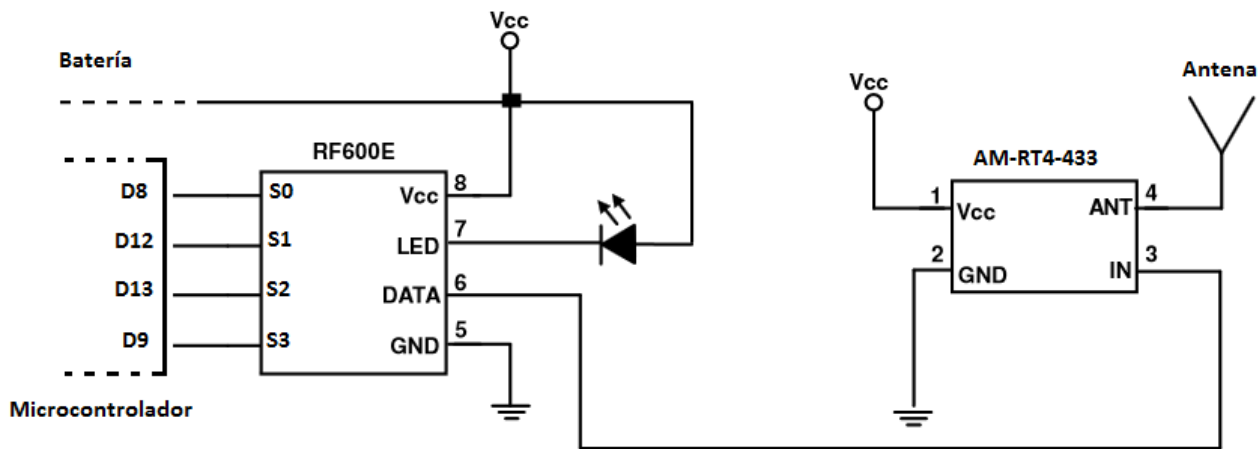 Vcc
Batería
Vcc
Antena
RF600E
AM-RT4-433
D8
S0
Vcc
8
1
Vcc
ANT
4
D12
S1
LED
7
D13
S2
DATA
6
2
GND
IN
3
D9
S3
GND
5
Microcontrolador